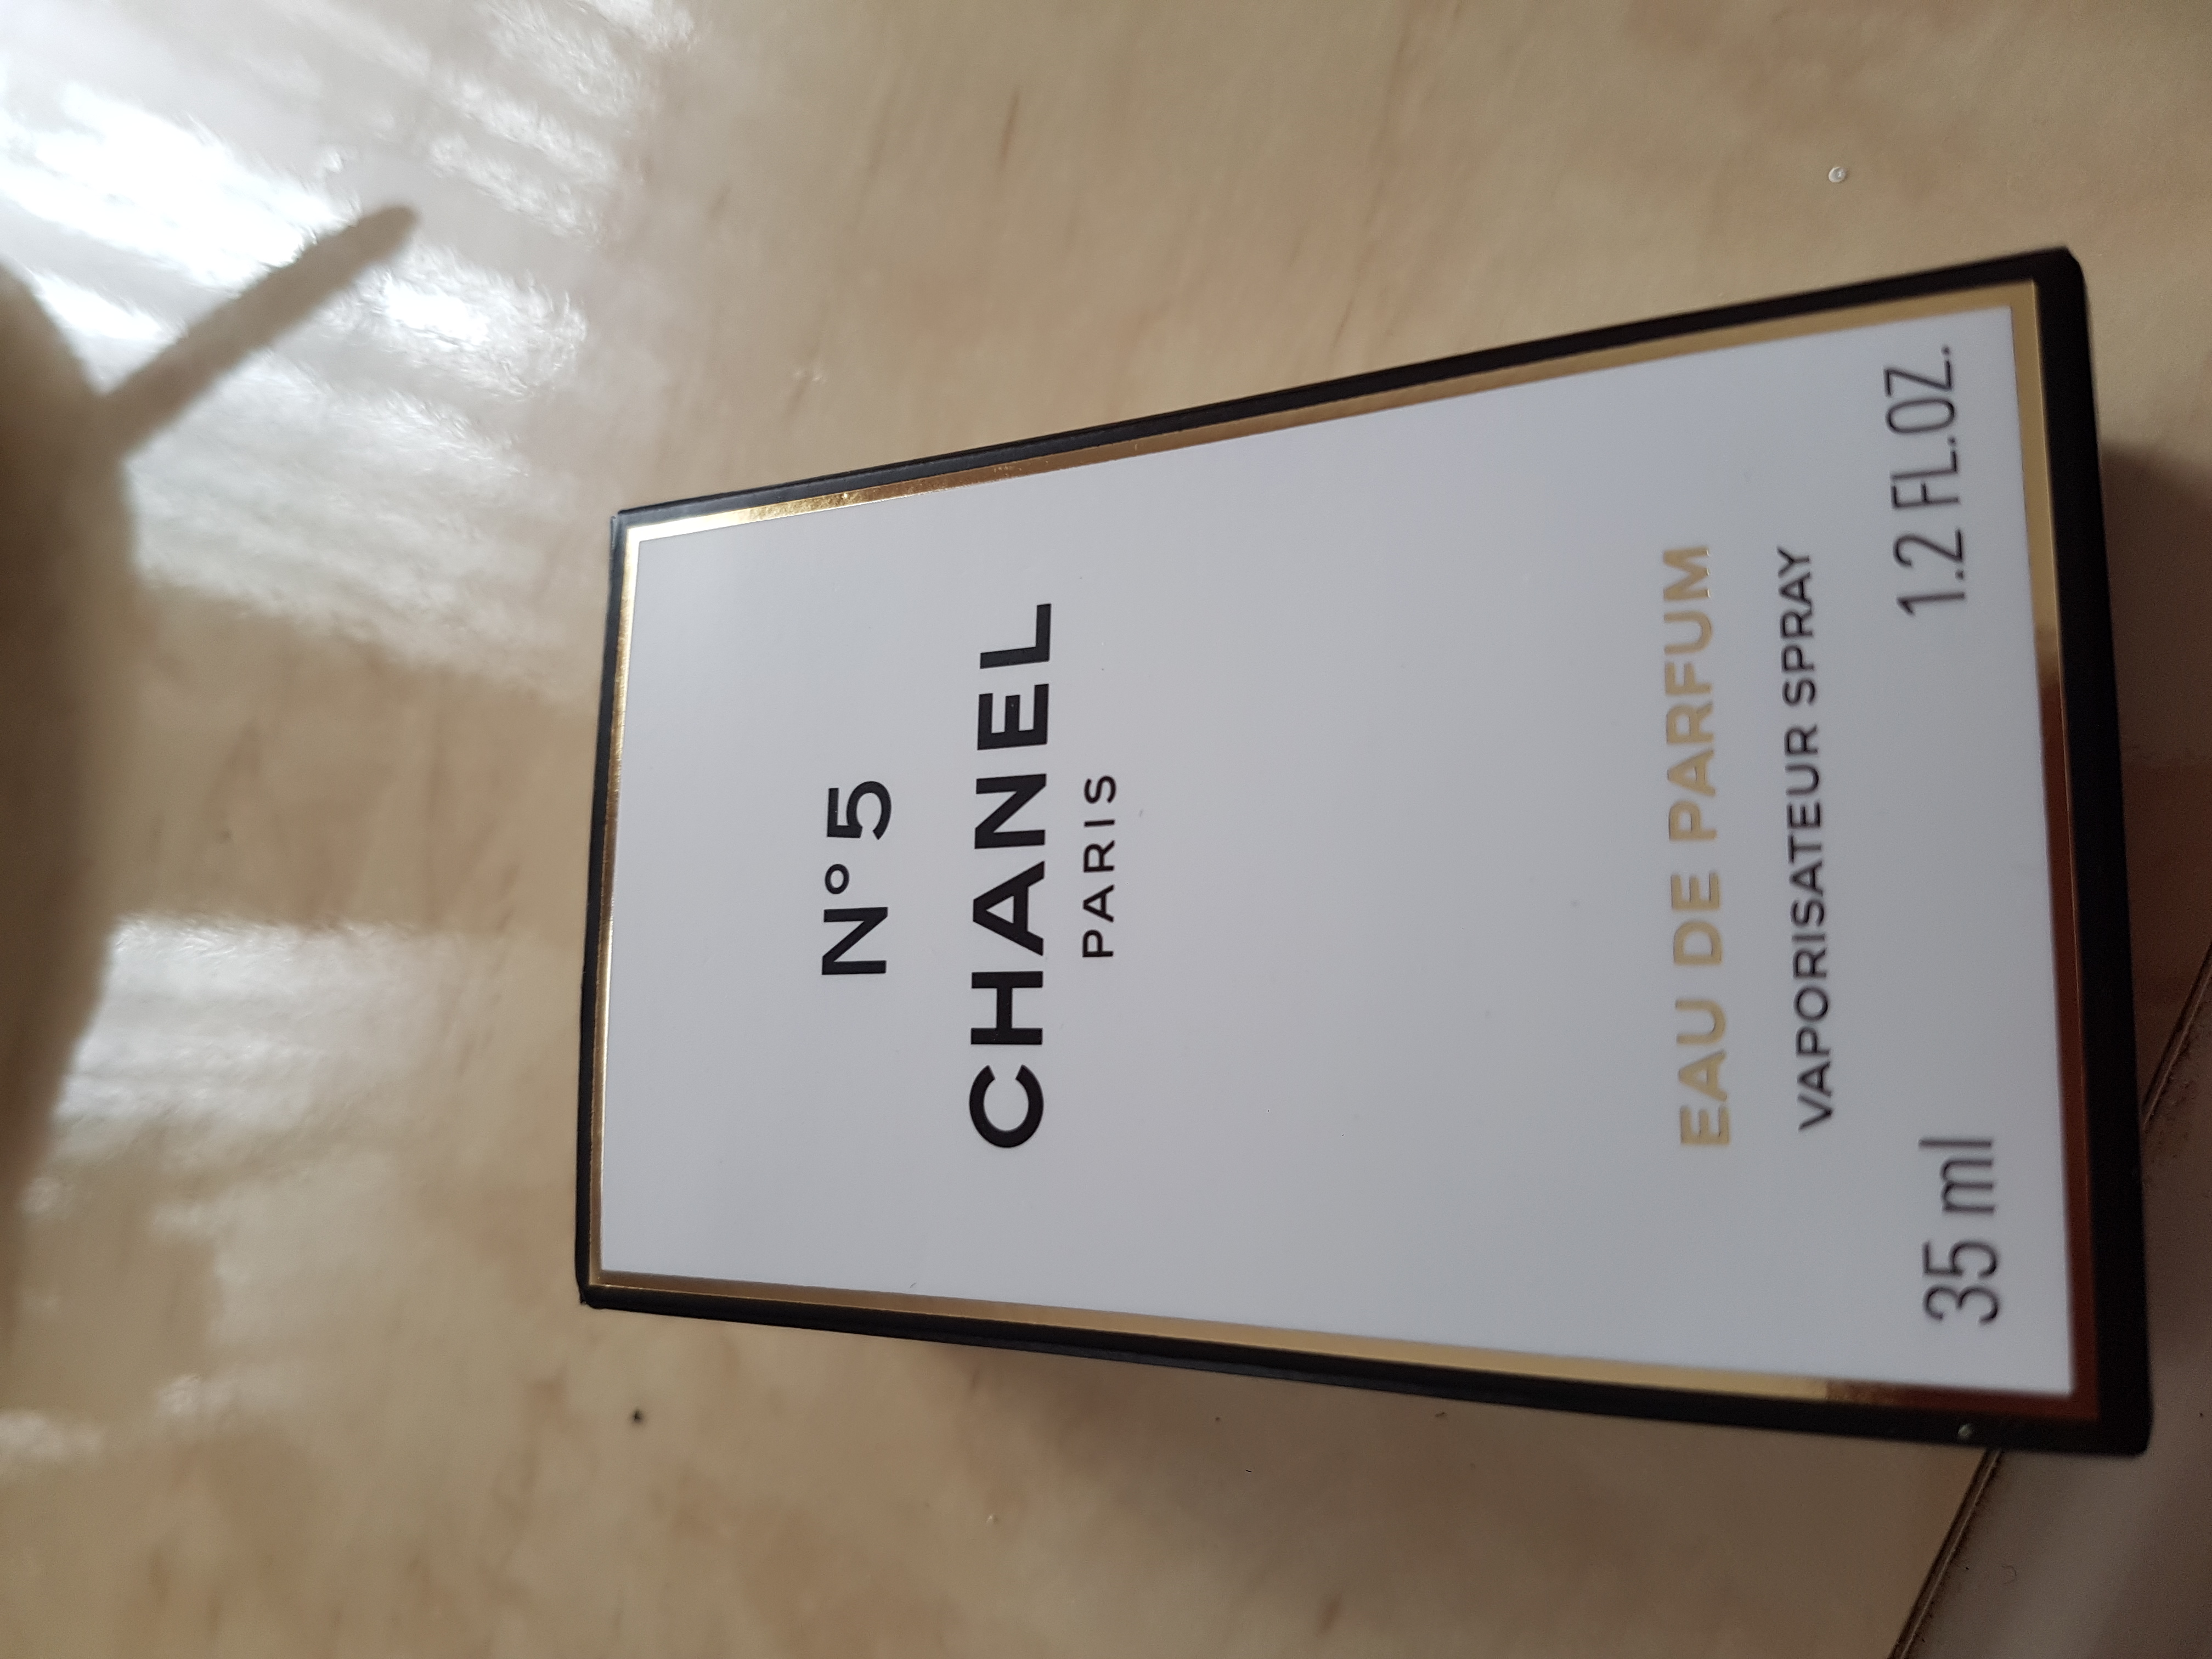 N°5
CHANEL
PARIS
EAU DE PARFUM
VAPORISATEUR SPRAY
35 ml 1.2 FL.OZ.